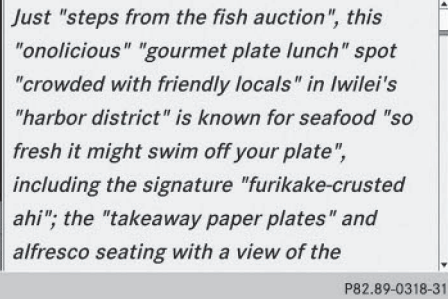 Just "steps from the fish auction", this
"onolicious" "gourmet plate lunch" spot
"crowded with friendly locals" in Iwilei's
"harbor district" is known for seafood "so
fresh it might swim off your plate",
including the signature "furikake-crusted
ahi"; the "takeaway paper plates" and
alfresco seating with a view of the
P82.89-0318-31